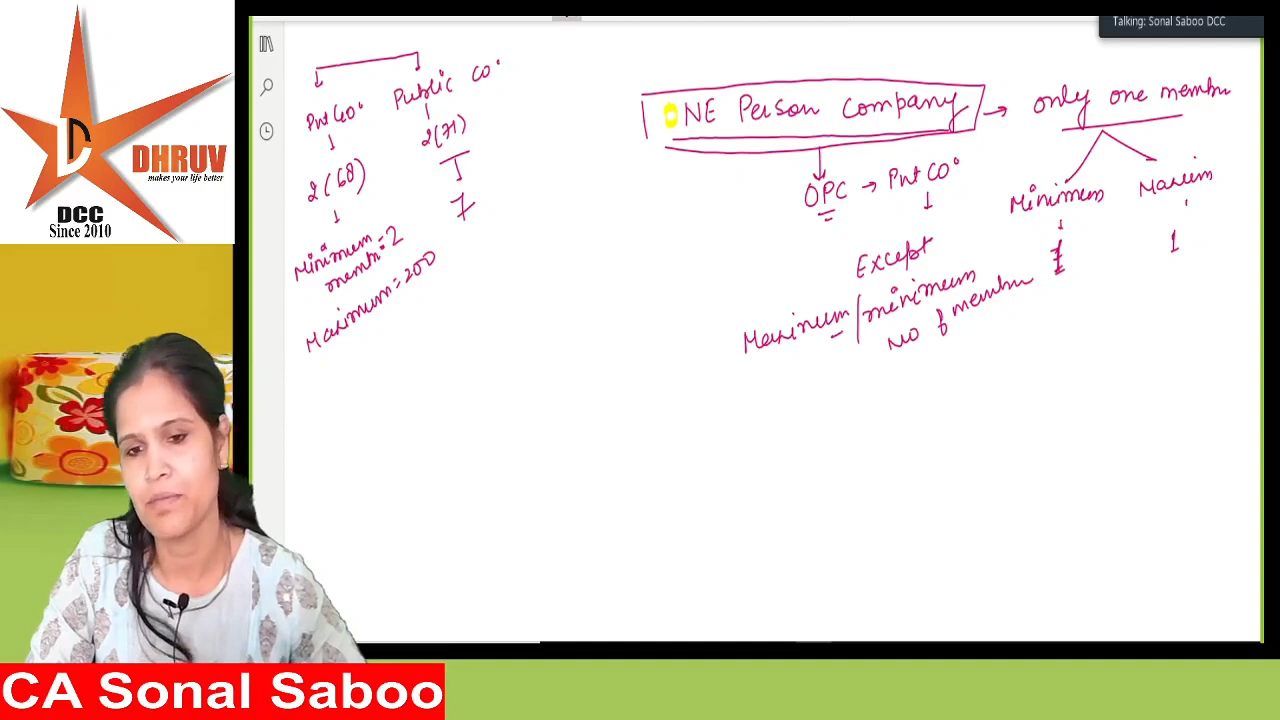 Talking: Sonal Saboo DCC
D
DHRUV
makes your life better
DCC
Since 2010
Pvt Co.
2(68)
Minimum
memb = 2
Maximum = 200
Public co.
2(71)
7
ONE Person Company → only one member
OPC → Pvt Co.
Minimum
1
Maxim
1
Except
Maximum/minimum
No of member
CA Sonal Saboo